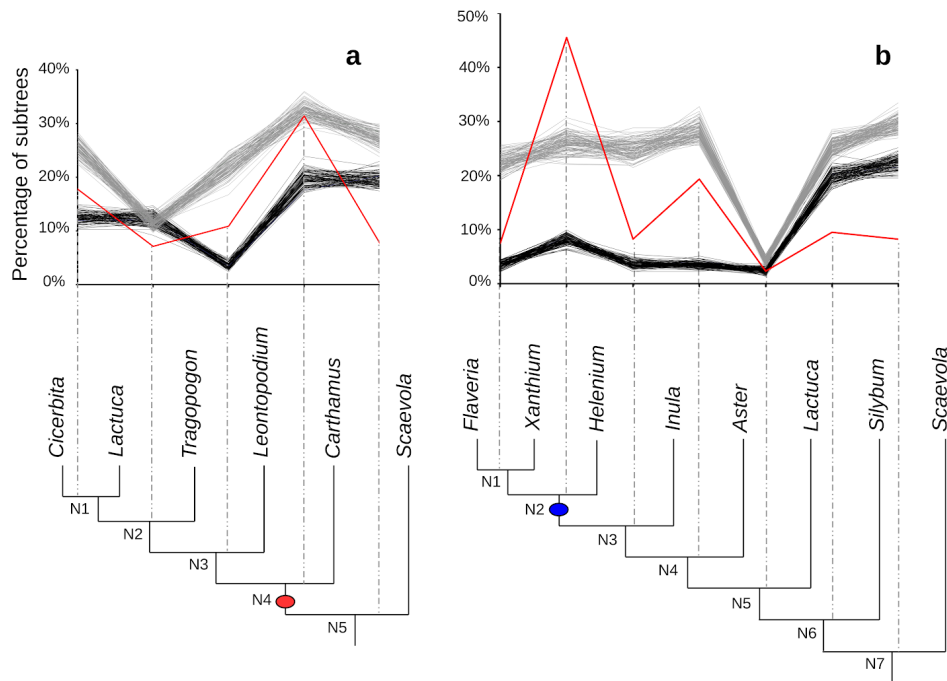 a
Percentage of subtrees
40%
30%
20%
10%
0%
Cicerbita
Lactuca
Tragopogon
Leontopodium
Carthamus
Scaevola
N1
N2
N3
N4
N5
b
50%
40%
30%
20%
10%
0%
Flaveria
Xanthium
Helenium
Inula
Aster
Lactuca
Silybum
Scaevola
N1
N2
N3
N4
N5
N6
N7